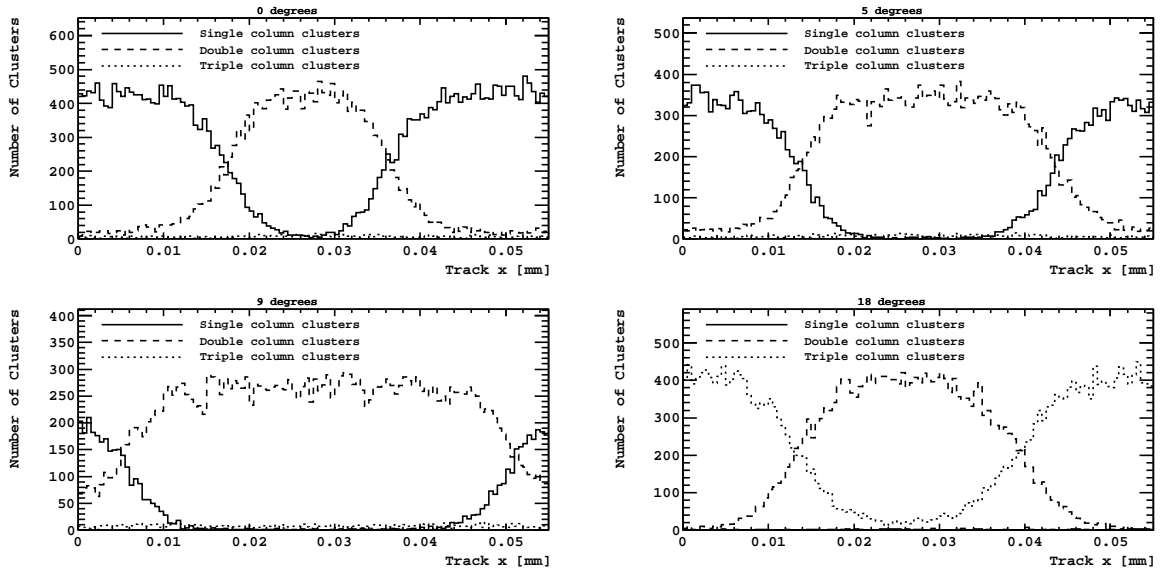 0 degrees
Number of Clusters
600
500
400
300
200
100
0
Single column clusters
Double column clusters
Triple column clusters
0 0.01 0.02 0.03 0.04 0.05
Track x [mm]
5 degrees
Number of Clusters
500
400
300
200
100
0
Single column clusters
Double column clusters
Triple column clusters
0 0.01 0.02 0.03 0.04 0.05
Track x [mm]
9 degrees
Number of Clusters
400
350
300
250
200
150
100
50
0
Single column clusters
Double column clusters
Triple column clusters
0 0.01 0.02 0.03 0.04 0.05
Track x [mm]
18 degrees
Number of Clusters
500
400
300
200
100
0
Single column clusters
Double column clusters
Triple column clusters
0 0.01 0.02 0.03 0.04 0.05
Track x [mm]